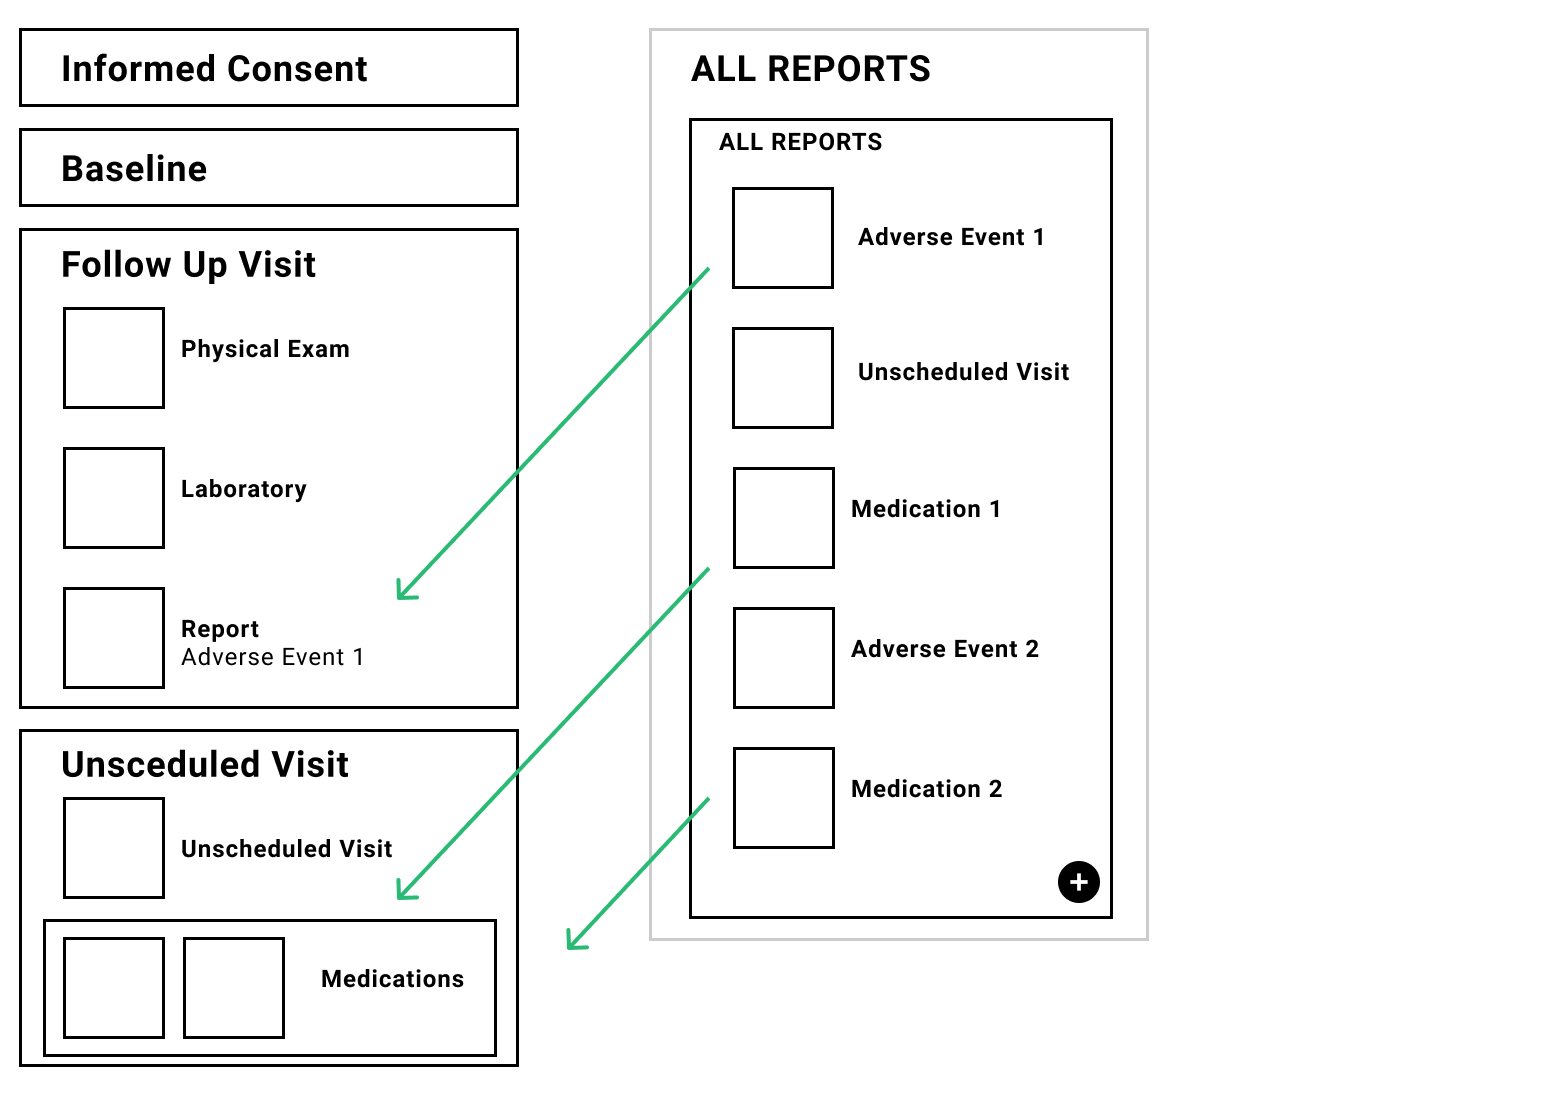 Informed Consent
Baseline
Follow Up Visit
Physical Exam
Laboratory
Report
Adverse Event 1
Unsceduled Visit
Unscheduled Visit
Medications
ALL REPORTS
ALL REPORTS
Adverse Event 1
Unscheduled Visit
Medication 1
Adverse Event 2
Medication 2
+